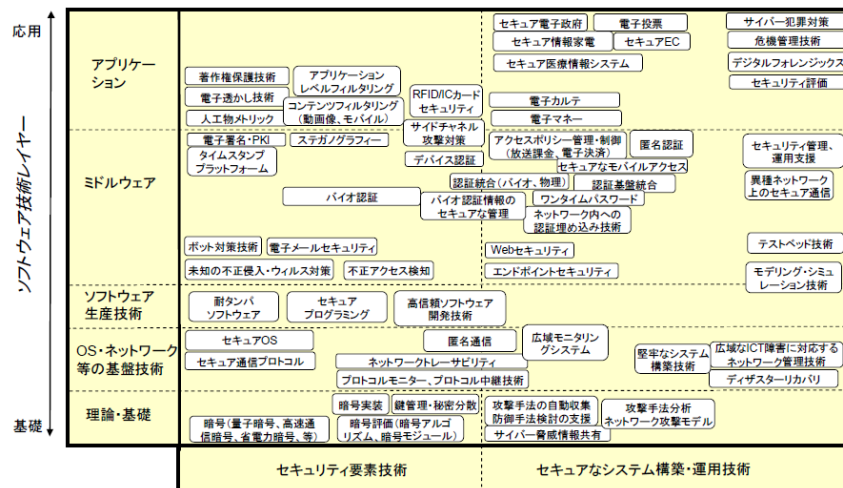 応用
ソフトウェア技術レイヤー
基礎
アプリケー
ション
著作権保護技術
電子透かし技術
人工物メトリック
アプリケーション
レベルフィルタリング
コンテンツフィルタリング
(動画像、モバイル)
RFID/ICカード
セキュリティ
サイドチャネル
攻撃対策
セキュア電子政府
電子投票
セキュア情報家電
セキュアEC
セキュア医療情報システム
電子カルテ
電子マネー
サイバー犯罪対策
危機管理技術
デジタルフォレンジックス
セキュリティ評価
ミドルウェア
電子署名・PKI
ステガノグラフィー
タイムスタンプ
プラットフォーム
デバイス認証
アクセスポリシー管理・制御
(放送課金、電子決済)
匿名認証
セキュアなモバイルアクセス
セキュリティ管理、
運用支援
認証統合(バイオ、物理)
認証基盤統合
異種ネットワーク
上のセキュア通信
バイオ認証
バイオ認証情報の
セキュアな管理
ワンタイムパスワード
ネットワーク内への
認証埋め込み技術
ボット対策技術
電子メールセキュリティ
Webセキュリティ
テストベッド技術
未知の不正侵入・ウィルス対策
不正アクセス検知
エンドポイントセキュリティ
モデリング・シミュ
レーション技術
ソフトウェア
生産技術
耐タンパ
ソフトウェア
セキュア
プログラミング
高信頼ソフトウェア
開発技術
OS・ネットワーク
等の基盤技術
セキュアOS
匿名通信
広域モニタリン
グシステム
セキュア通信プロトコル
ネットワークトレーサビリティ
堅牢なシステム
構築技術
広域なICT障害に対応する
ネットワーク管理技術
プロトコルモニター、プロトコル中継技術
ディザスターリカバリ
理論・基礎
暗号実装
鍵管理・秘密分散
暗号(量子暗号、高速通
信暗号、省電力暗号、等)
暗号評価(暗号アルゴ
リズム、暗号モジュール)
攻撃手法の自動収集
防御手法検討の支援
サイバー脅威情報共有
攻撃手法分析
ネットワーク攻撃モデル
セキュリティ要素技術
セキュアなシステム構築・運用技術